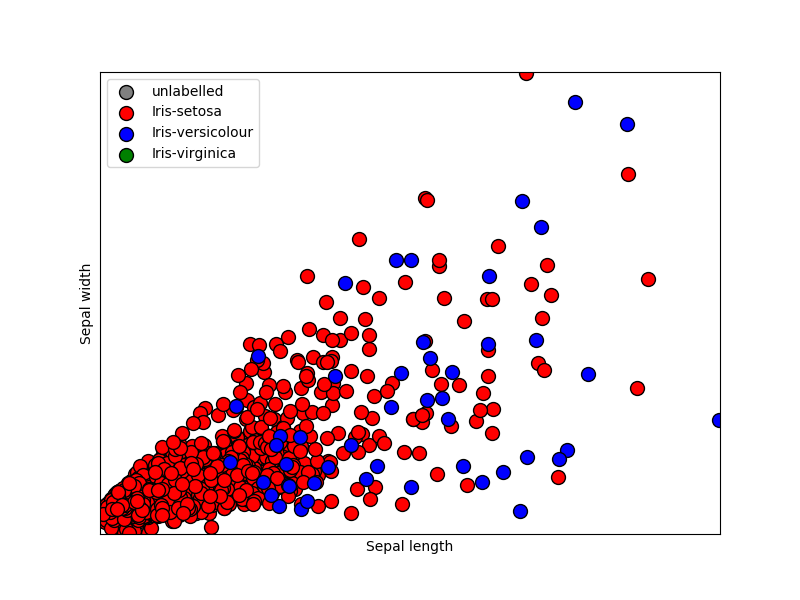 unlabelled
Iris-setosa
Iris-versicolour
Iris-virginica
Sepal width
Sepal length